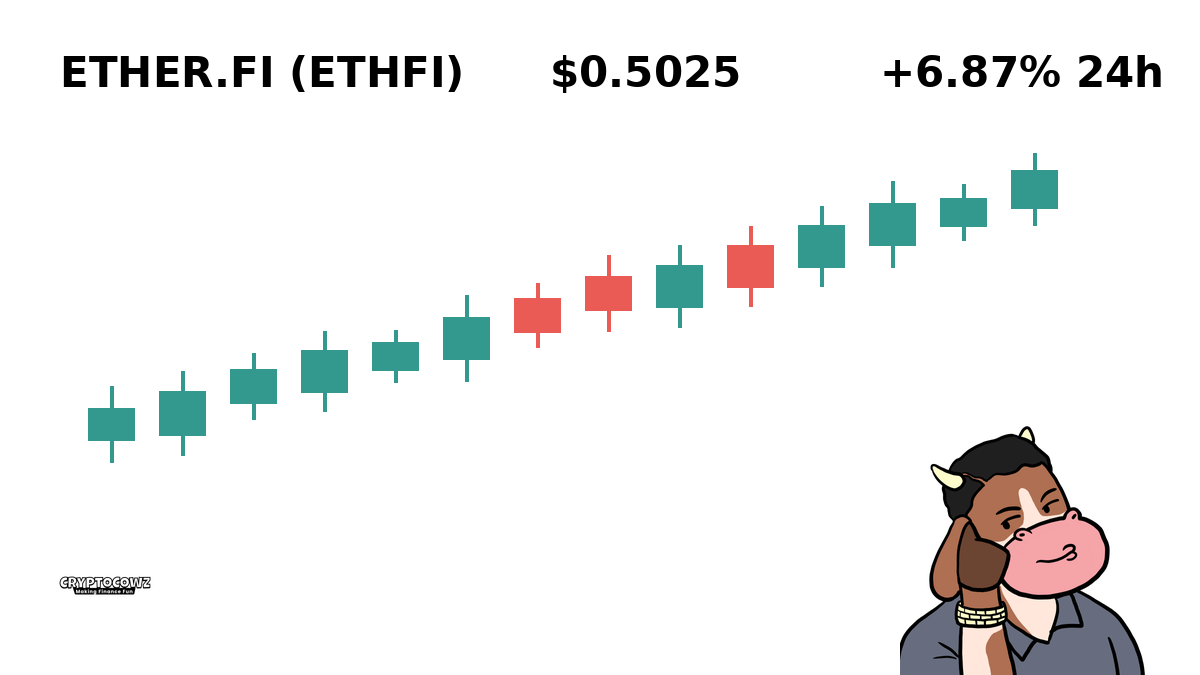 ETHER.FI (ETHFI) $0.5025 +6.87% 24h
CRYPTOCOWZ
Making Finance Fun